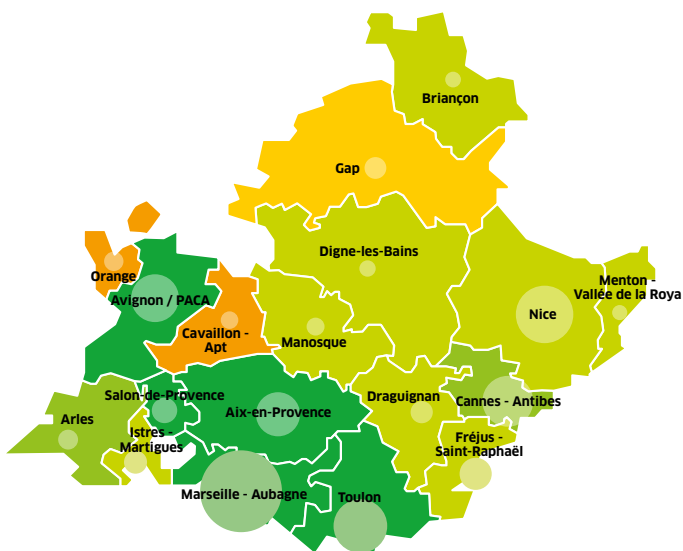 Briançon
Gap
Digne-les-Bains
Orange
Avignon / PACA
Menton -
Vallée de la Roya
Nice
Cavaillon -
Apt
Manosque
Salon-de-Provence
Draguignan
Cannes - Antibes
Arles
Aix-en-Provence
Istres -
Martigues
Fréjus -
Saint-Raphaël
Marseille - Aubagne
Toulon